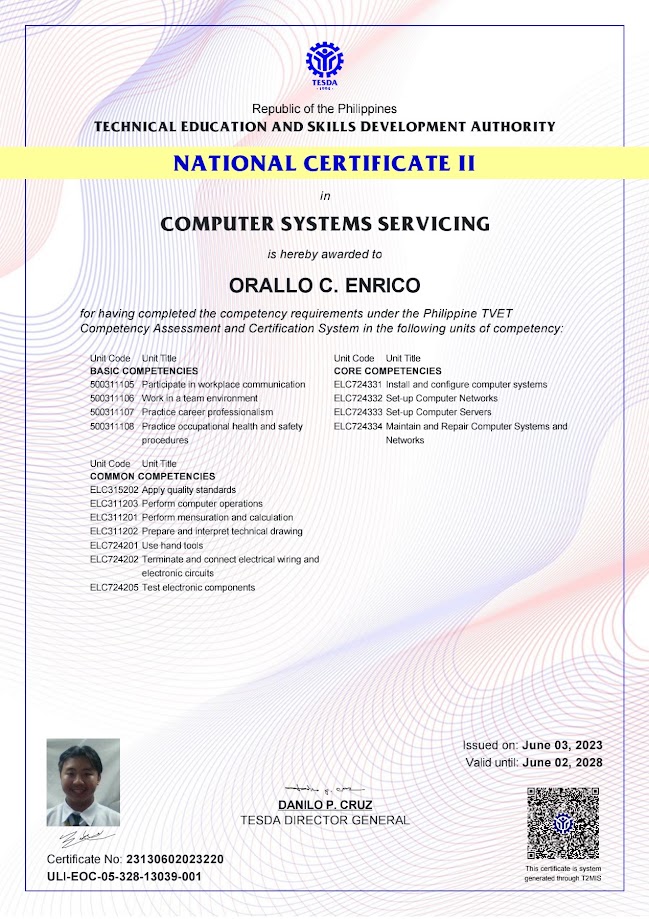 TESDA
· 1994 ·
Republic of the Philippines
TECHNICAL EDUCATION AND SKILLS DEVELOPMENT AUTHORITY
NATIONAL CERTIFICATE II
in
COMPUTER SYSTEMS SERVICING
is hereby awarded to
ORALLO C. ENRICO
for having completed the competency requirements under the Philippine TVET
Competency Assessment and Certification System in the following units of competency:
Unit Code Unit Title
BASIC COMPETENCIES
500311105 Participate in workplace communication
500311106 Work in a team environment
500311107 Practice career professionalism
500311108 Practice occupational health and safety
procedures
Unit Code Unit Title
COMMON COMPETENCIES
ELC315202 Apply quality standards
ELC311203 Perform computer operations
ELC311201 Perform mensuration and calculation
ELC311202 Prepare and interpret technical drawing
ELC724201 Use hand tools
ELC724202 Terminate and connect electrical wiring and
electronic circuits
ELC724205 Test electronic components
Unit Code Unit Title
CORE COMPETENCIES
ELC724331 Install and configure computer systems
ELC724332 Set-up Computer Networks
ELC724333 Set-up Computer Servers
ELC724334 Maintain and Repair Computer Systems and
Networks
Issued on: June 03, 2023
Valid until: June 02, 2028
DANILO P. CRUZ
TESDA DIRECTOR GENERAL
Certificate No: 23130602023220
ULI-EOC-05-328-13039-001
This certificate is system
generated through T2MIS